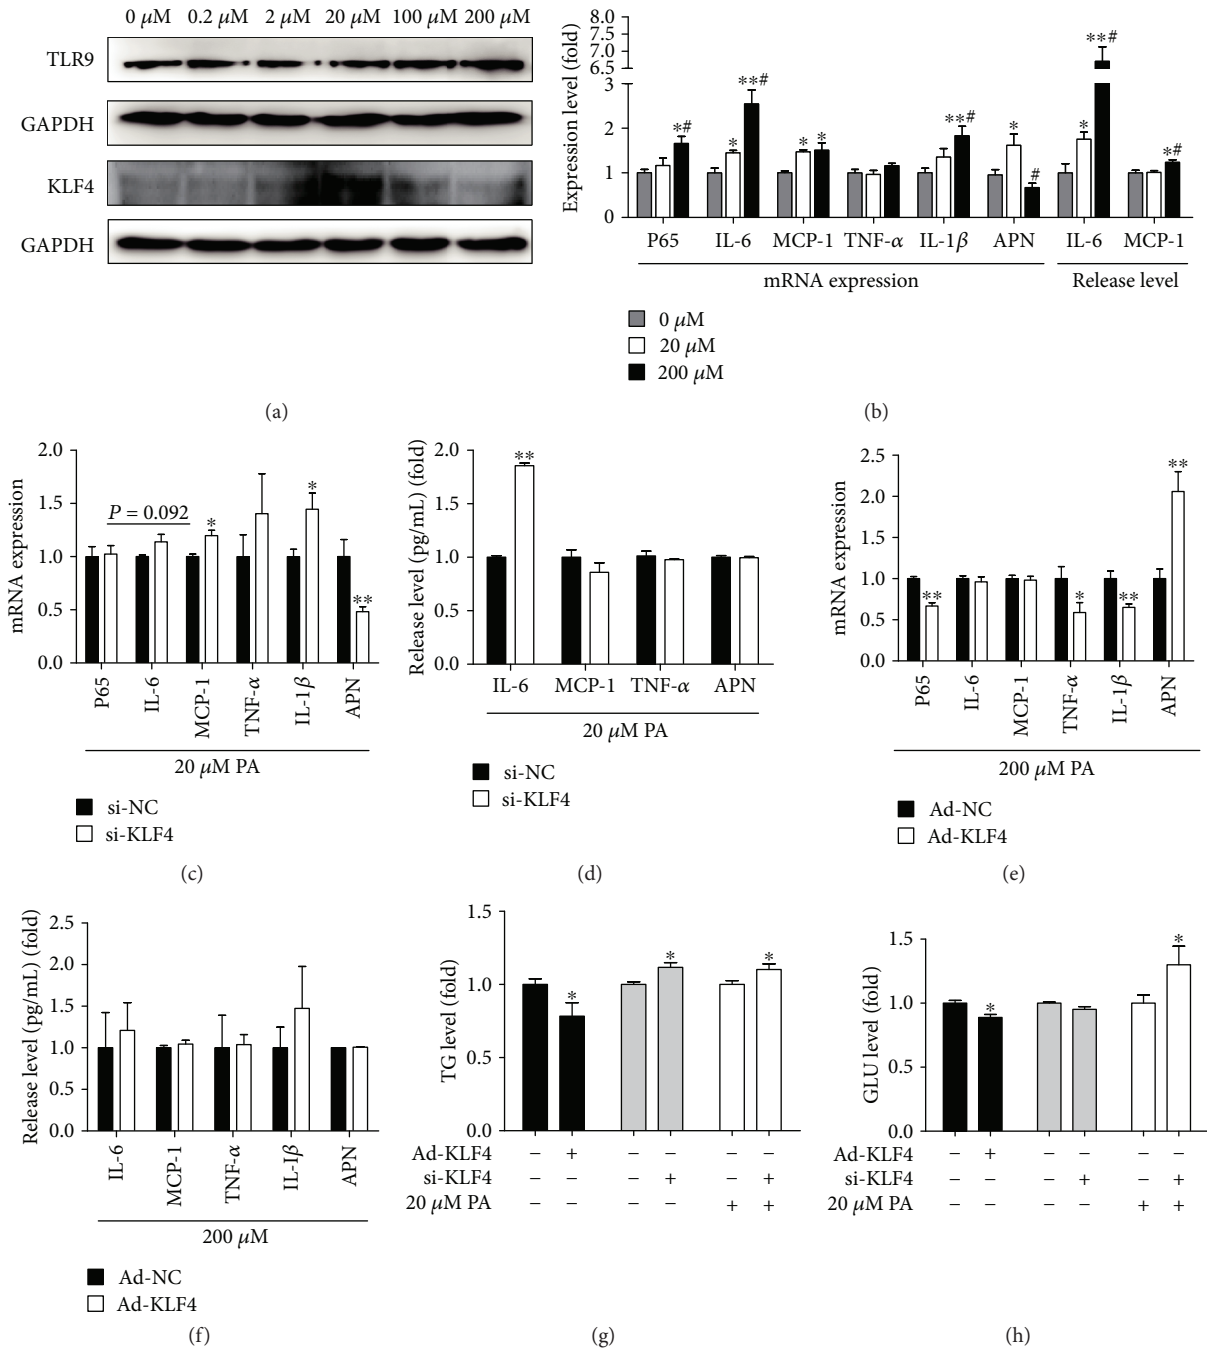 0 μM 0.2 μM 2 μM 20 μM 100 μM 200 μM
TLR9
GAPDH
KLF4
GAPDH
(a)
Expression level (fold)
8.0
7.5
7.0
6.5
3
2
1
0
*# * **# * * **# * # * **# *#
P65 IL-6 MCP-1 TNF-α IL-1β APN IL-6 MCP-1
mRNA expression Release level
0 μM
20 μM
200 μM
(b)
mRNA expression
2.0
1.5
1.0
0.5
0.0
P = 0.092 * * **
P65 IL-6 MCP-1 TNF-α IL-1β APN
20 μM PA
si-NC
si-KLF4
(c)
Release level (pg/mL) (fold)
2.0
1.5
1.0
0.5
0.0
**
IL-6 MCP-1 TNF-α APN
20 μM PA
si-NC
si-KLF4
(d)
mRNA expression
2.5
2.0
1.5
1.0
0.5
0.0
** * ** **
P65 IL-6 MCP-1 TNF-α IL-1β APN
200 μM PA
Ad-NC
Ad-KLF4
(e)
Release level (pg/mL) (fold)
2.5
2.0
1.5
1.0
0.5
0.0
IL-6 MCP-1 TNF-α IL-Iβ APN
200 μM
Ad-NC
Ad-KLF4
(f)
TG level (fold)
1.5
1.0
0.5
0.0
* * *
Ad-KLF4 − + − − − −
si-KLF4 − − − + − +
20 μM PA − − − − + +
(g)
GLU level (fold)
1.5
1.0
0.5
0.0
* *
Ad-KLF4 − + − − − −
si-KLF4 − − − + − +
20 μM PA − − − − + +
(h)